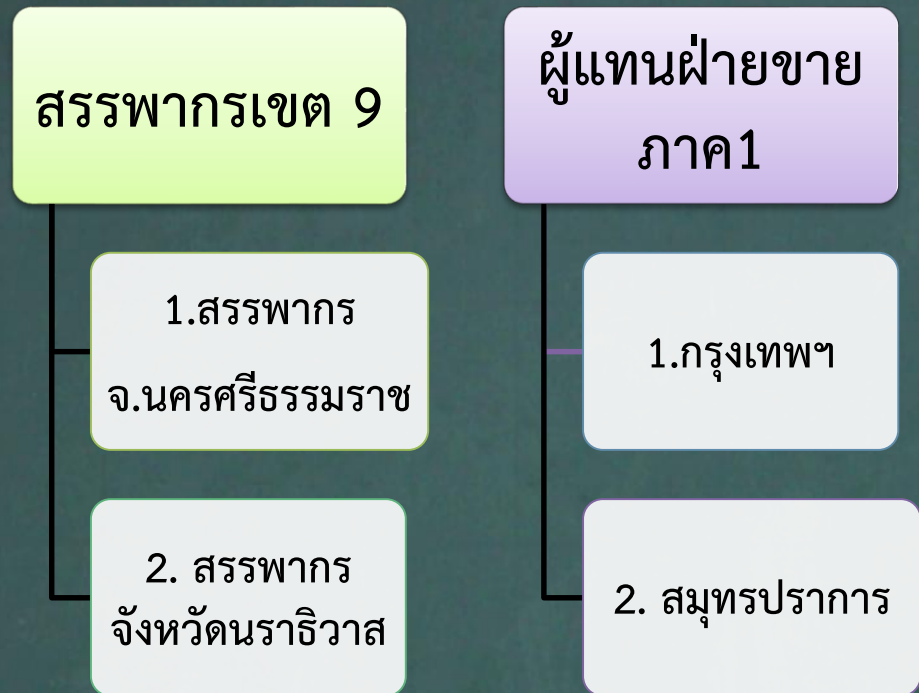 สรรพากรเขต 9
1.สรรพากร
จ.นครศรีธรรมราช
2. สรรพากร
จังหวัดนราธิวาส
ผู้แทนฝ่ายขาย
ภาค1
1.กรุงเทพฯ
2. สมุทรปราการ